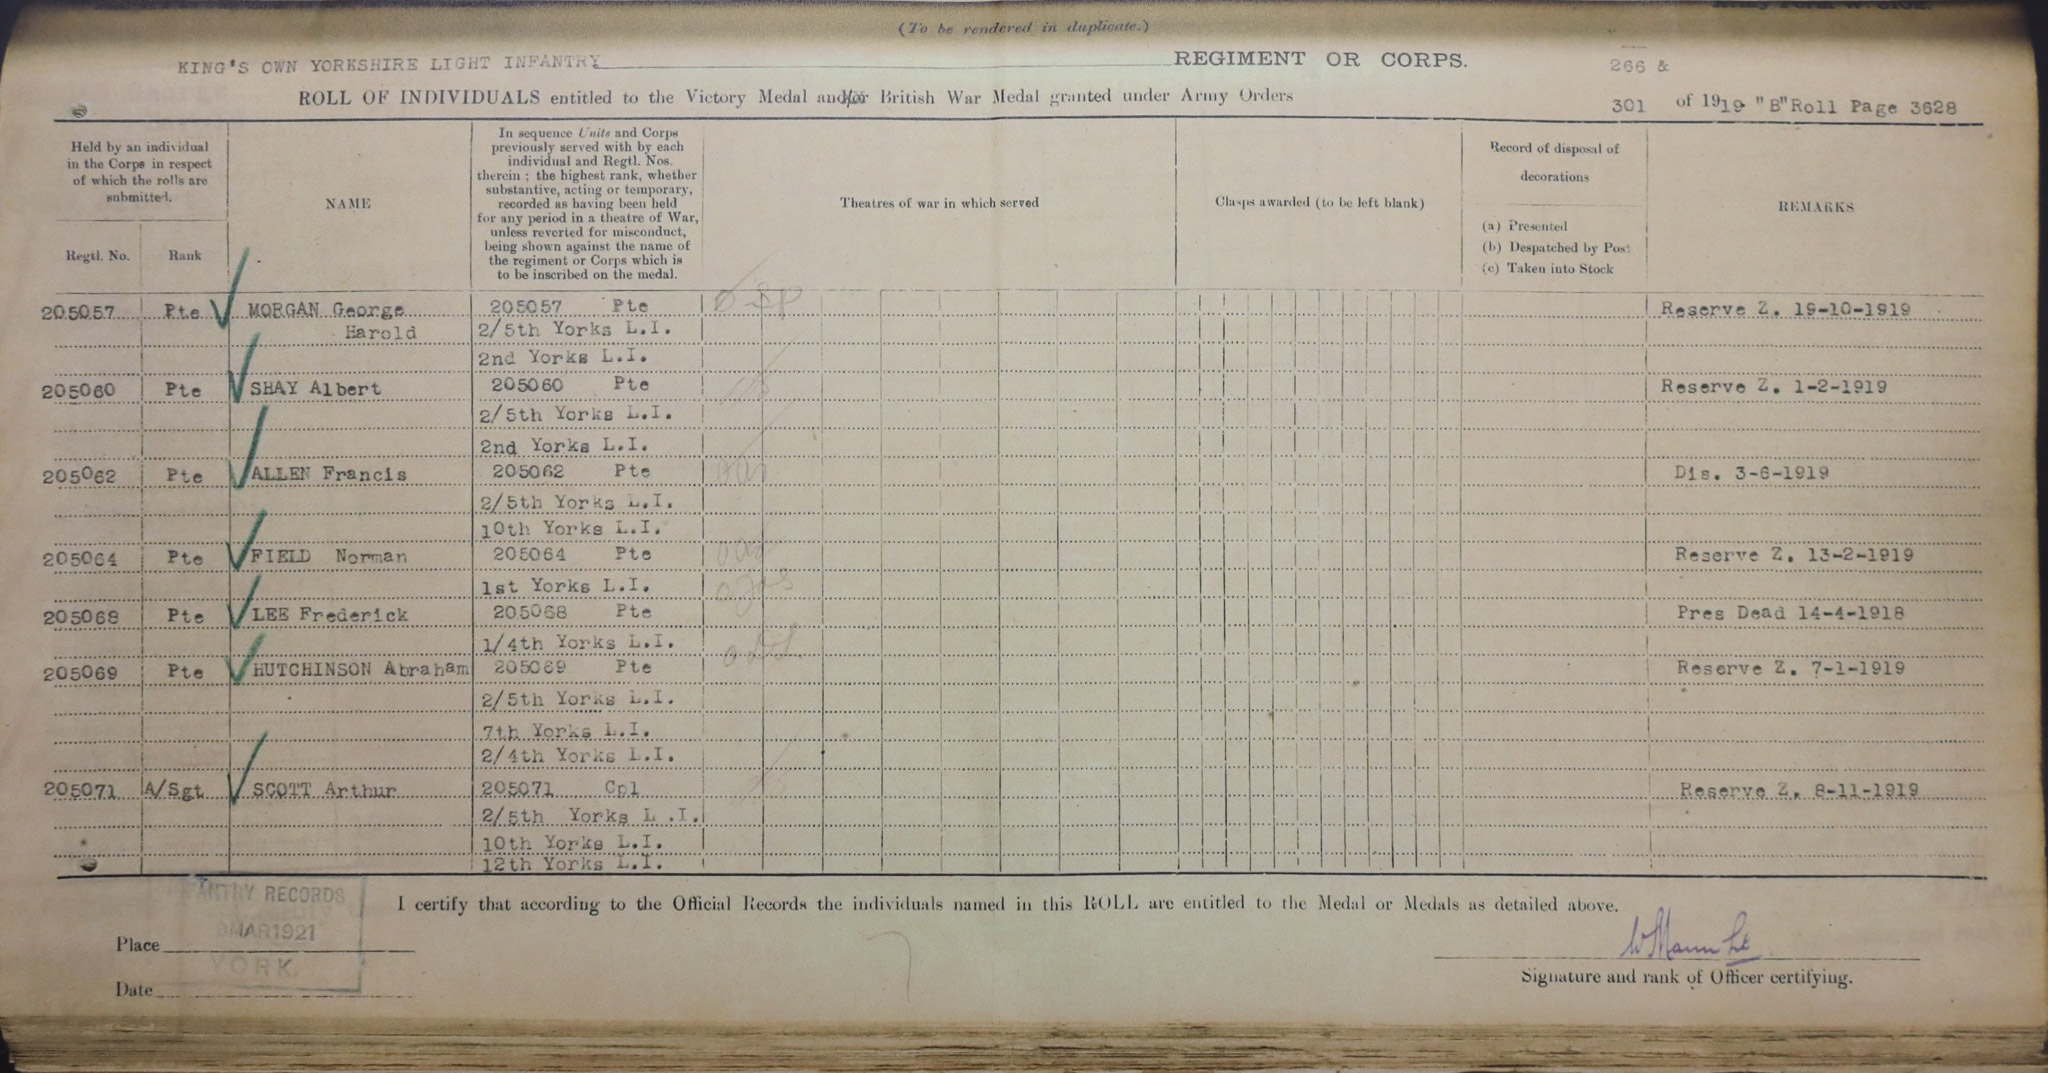 (To be rendered in duplicate.)
KING'S OWN YORKSHIRE LIGHT INFANTRY REGIMENT OR CORPS. 266 &
ROLL OF INDIVIDUALS entitled to the Victory Medal and/or British War Medal granted under Army Orders 301 of 1919 "B" Roll Page 3628
Held by an individual
in the Corps in respect
of which the rolls are
submitted.
Regtl. No. Rank
NAME
In sequence Units and Corps
previously served with by each
individual and Regtl. Nos.
therein ; the highest rank, whether
substantive, acting or temporary,
recorded as having been held
for any period in a theatre of War,
unless reverted for misconduct,
being shown against the name of
the regiment or Corps which is
to be inscribed on the medal.
Theatres of war in which served
Clasps awarded (to be left blank)
Record of disposal of
decorations
(a) Presented
(b) Despatched by Post
(c) Taken into Stock
REMARKS
205057 Pte MORGAN George 205057 Pte Reserve Z. 19-10-1919
Harold 2/5th Yorks L.I.
2nd Yorks L.I.
205060 Pte SHAY Albert 205060 Pte Reserve Z. 1-2-1919
2/5th Yorks L.I.
2nd Yorks L.I.
205062 Pte ALLEN Francis 205062 Pte Dis. 3-6-1919
2/5th Yorks L.I.
10th Yorks L.I.
205064 Pte FIELD Norman 205064 Pte Reserve Z. 13-2-1919
1st Yorks L.I.
205068 Pte LEE Frederick 205068 Pte Pres Dead 14-4-1918
1/4th Yorks L.I.
205069 Pte HUTCHINSON Abraham 205069 Pte Reserve Z. 7-1-1919
2/5th Yorks L.I.
7th Yorks L.I.
2/4th Yorks L.I.
205071 A/Sgt SCOTT Arthur 205071 Cpl Reserve Z. 8-11-1919
2/5th Yorks L.I.
10th Yorks L.I.
12th Yorks L.I.
I certify that according to the Official Records the individuals named in this ROLL are entitled to the Medal or Medals as detailed above.
RECORDS
MAR 1921
YORK.
Place
W Mann Lt
Signature and rank of Officer certifying.
Date